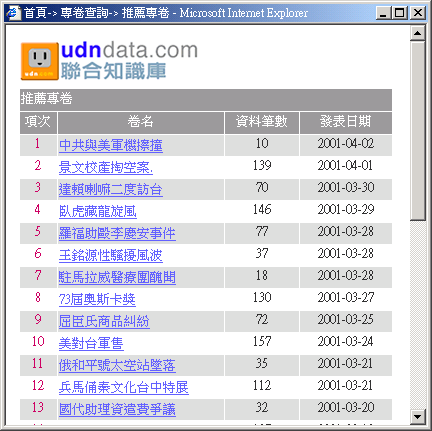 首頁-> 專卷查詢-> 推薦專卷 - Microsoft Internet Explorer
udndata.com
聯合知識庫
udndata
推薦專卷
項次 卷名 資料筆數 發表日期
1 中共與美軍機擦撞 10 2001-04-02
2 景文校產掏空案. 139 2001-04-01
3 達賴喇嘛二度訪台 70 2001-03-30
4 臥虎藏龍旋風 146 2001-03-29
5 羅福助毆李慶安事件 77 2001-03-28
6 王銘源性騷擾風波 37 2001-03-28
7 駐馬拉威醫療團醜聞 18 2001-03-28
8 73屆奧斯卡獎 130 2001-03-27
9 屈臣氏商品糾紛 72 2001-03-25
10 美對台軍售 157 2001-03-24
11 俄和平號太空站墜落 35 2001-03-21
12 兵馬俑秦文化台中特展 112 2001-03-21
13 國代助理資遣費爭議 32 2001-03-20